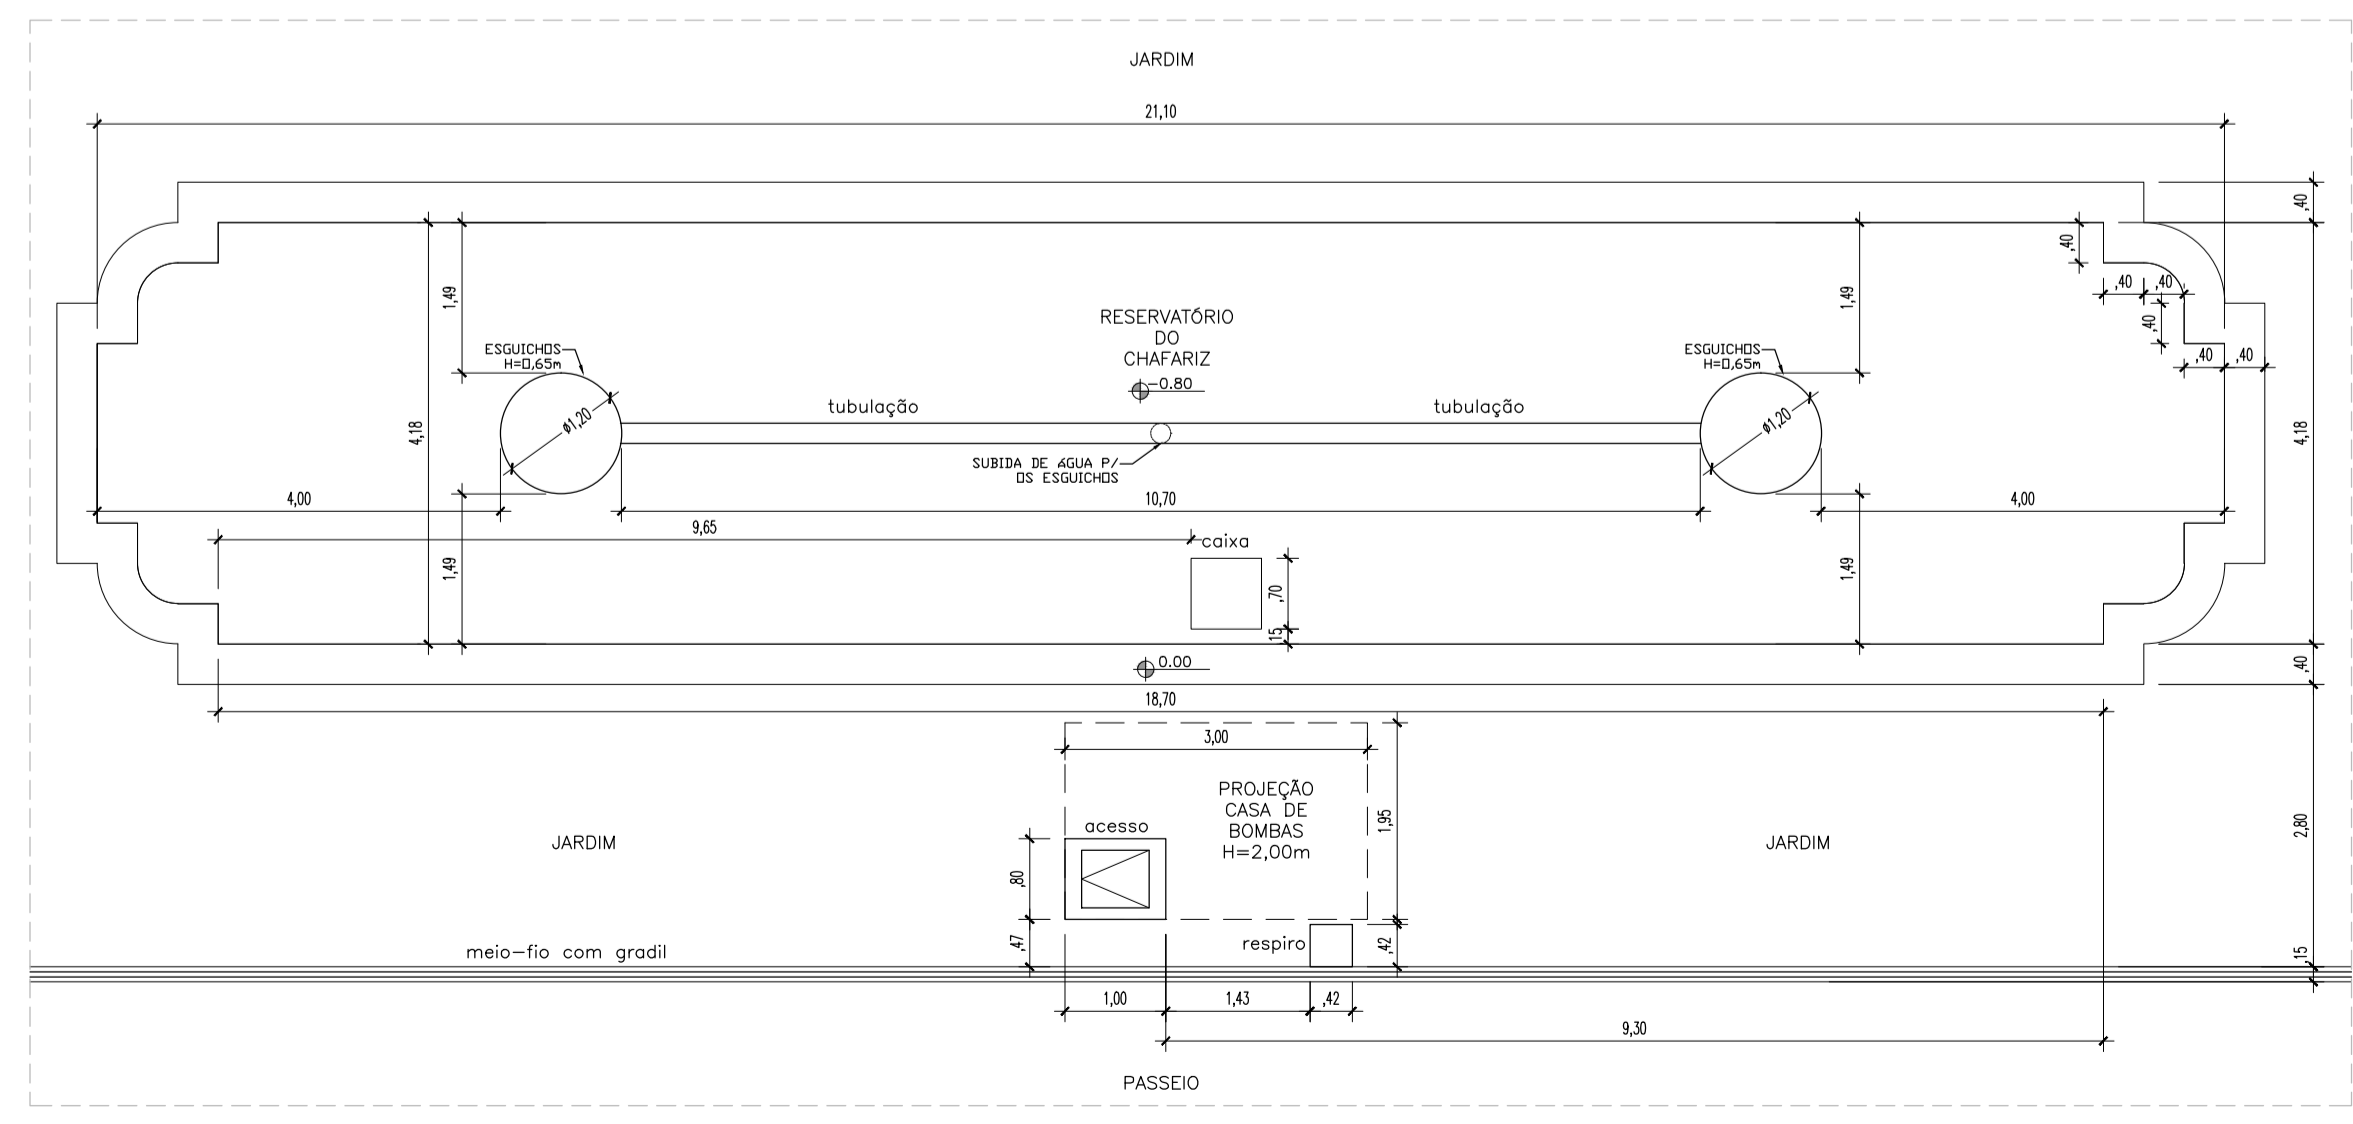 JARDIM
21,10
,40
,40
1,49
1,49
,40
,40
,40
RESERVATÓRIO
DO
CHAFARIZ
ESGUICHOS
H=0,65m
ESGUICHOS
H=0,65m
,40
,40
-0.80
tubulação
tubulação
Ø1,20
Ø1,20
4,18
4,18
SUBIDA DE ÁGUA P/
OS ESGUICHOS
4,00
10,70
4,00
9,65
caixa
1,49
1,49
,70
,15
0.00
,40
18,70
3,00
PROJEÇÃO
CASA DE
BOMBAS
H=2,00m
1,95
2,80
acesso
JARDIM
JARDIM
,80
meio-fio com gradil
,47
respiro
,42
,15
1,00
1,43
,42
9,30
PASSEIO